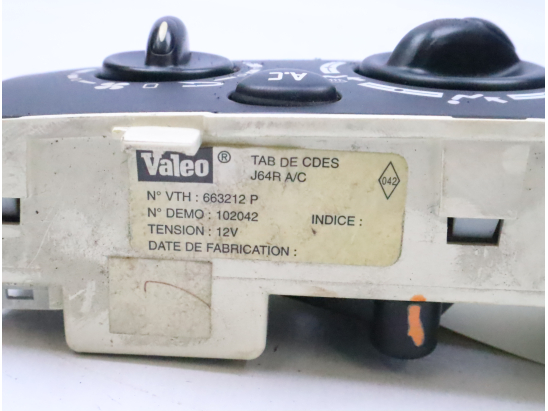 A.C
Valeo ®
TAB DE CDES
J64R A/C
042
N° VTH : 663212 P
N° DEMO : 102042
INDICE :
TENSION : 12V
DATE DE FABRICATION :